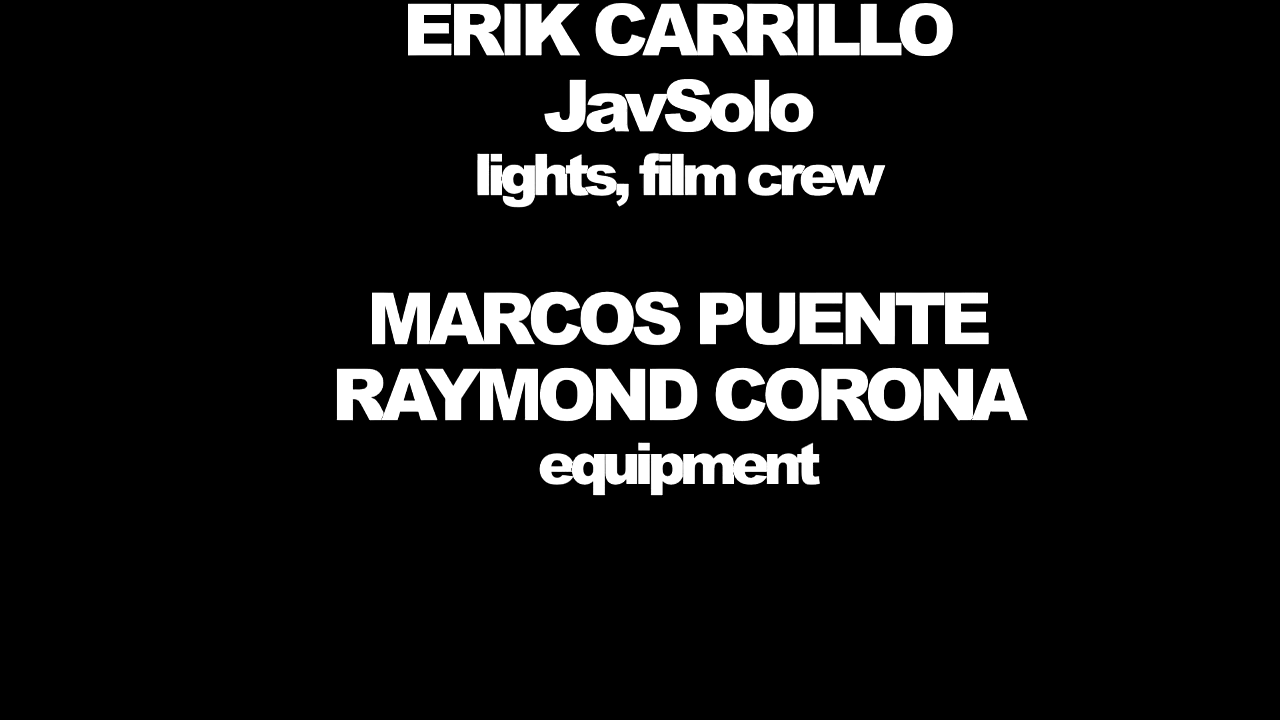 ERIK CARRILLO
JavSolo
lights, film crew
MARCOS PUENTE
RAYMOND CORONA
equipment